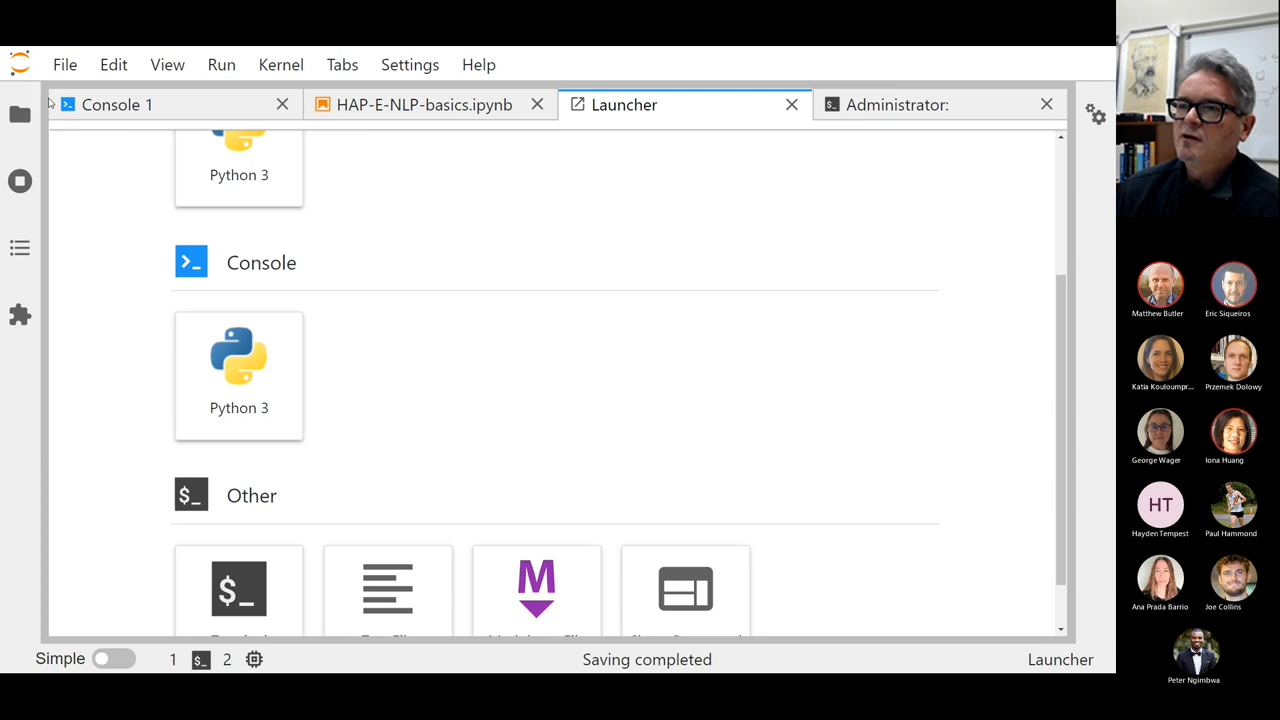 File Edit View Run Kernel Tabs Settings Help
Console 1 HAP-E-NLP-basics.ipynb Launcher Administrator:
Python 3
Console
Python 3
$_ Other
$_ M
Simple 1 $_ 2 Saving completed Launcher
Matthew Butler Eric Siqueiros
Katia Kouloumpr... Przemek Dolowy
George Wager Iona Huang
HT
Hayden Tempest Paul Hammond
Ana Prada Barrio Joe Collins
Peter Ngimbwa